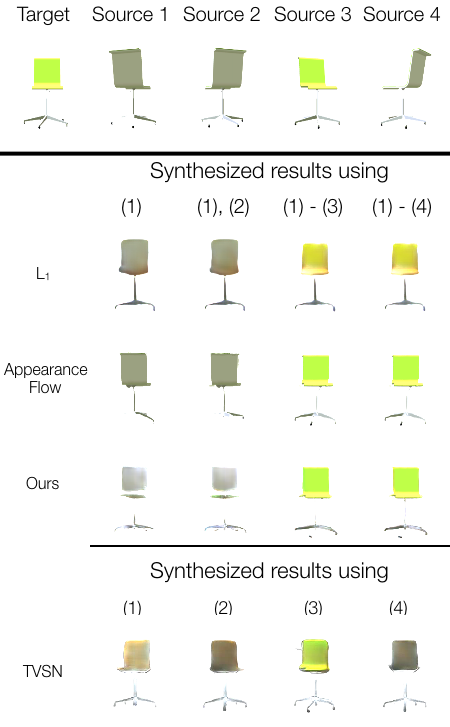 Target Source 1 Source 2 Source 3 Source 4
Synthesized results using
(1) (1), (2) (1) - (3) (1) - (4)
L₁
Appearance
Flow
Ours
Synthesized results using
(1) (2) (3) (4)
TVSN